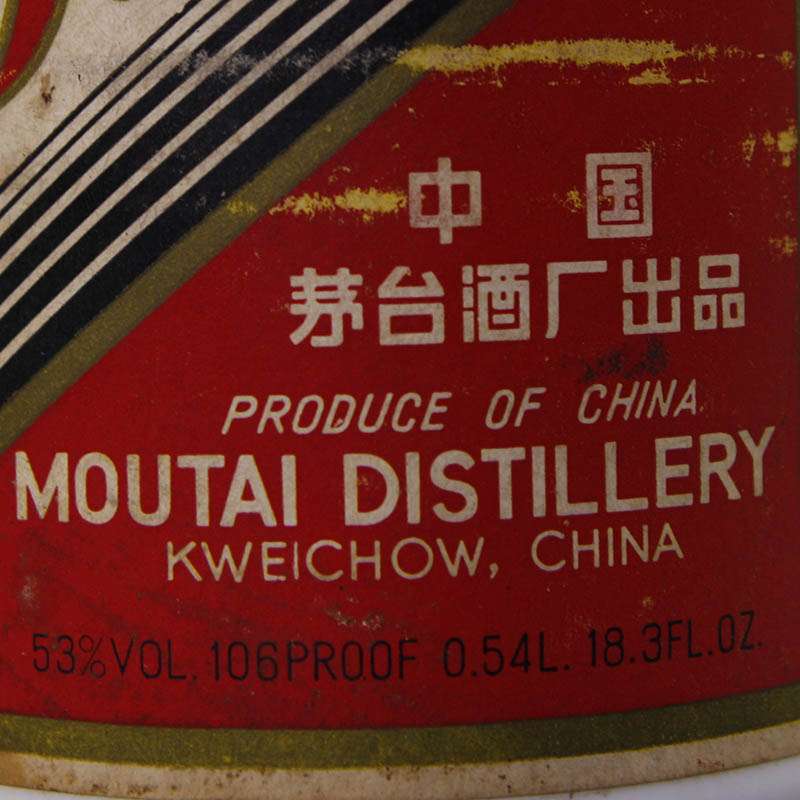 中国
茅台酒厂出品
PRODUCE OF CHINA
MOUTAI DISTILLERY
KWEICHOW, CHINA
53%VOL. 106PROOF 0.54L. 18.3FL.OZ.